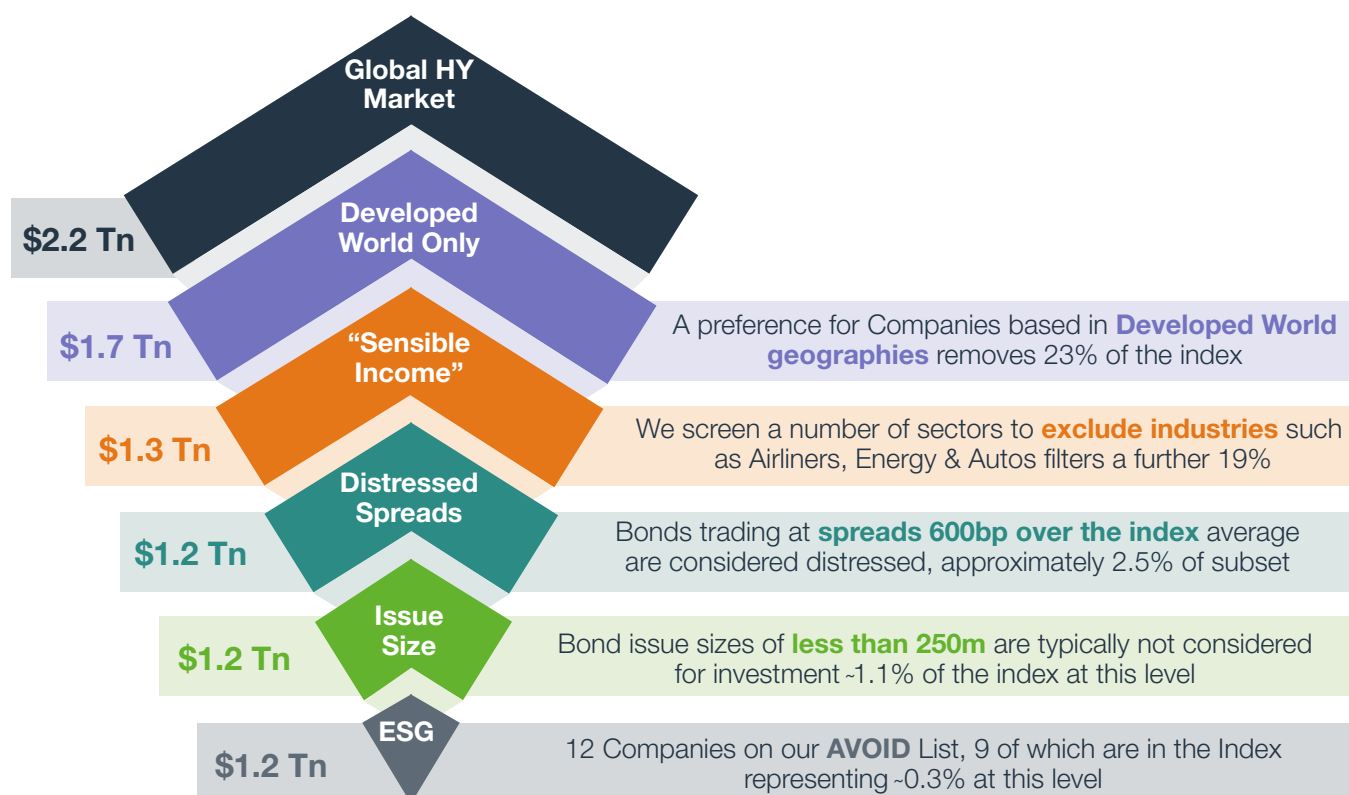 Global HY
Market
$2.2 Tn
Developed
World Only
$1.7 Tn
A preference for Companies based in Developed World
geographies removes 23% of the index
“Sensible
Income”
$1.3 Tn
We screen a number of sectors to exclude industries such
as Airliners, Energy & Autos filters a further 19%
Distressed
Spreads
$1.2 Tn
Bonds trading at spreads 600bp over the index average
are considered distressed, approximately 2.5% of subset
Issue
Size
$1.2 Tn
Bond issue sizes of less than 250m are typically not considered
for investment ~1.1% of the index at this level
ESG
$1.2 Tn
12 Companies on our AVOID List, 9 of which are in the Index
representing ~0.3% at this level